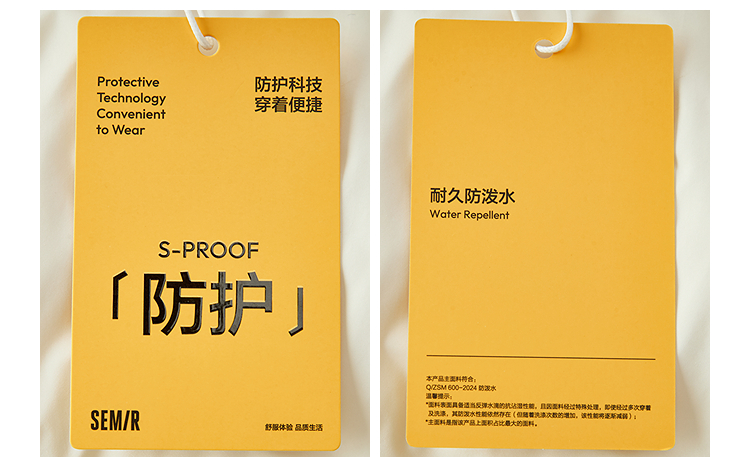 Protective
Technology
Convenient
to Wear
防护科技
穿着便捷
S-PROOF
「防护」
SEMIR
舒服体验 品质生活
耐久防泼水
Water Repellent
本产品主面料符合：
Q/ZSM 600-2024 防泼水
温馨提示：
*面料表面具备适当反弹水滴的抗沾湿性能，且因面料经过特殊处理，即使经过多次穿着
及洗涤，其防泼水性能依然存在（但随着洗涤次数的增加，该性能将逐渐减弱）；
*主面料是指该产品上面积占比最大的面料。